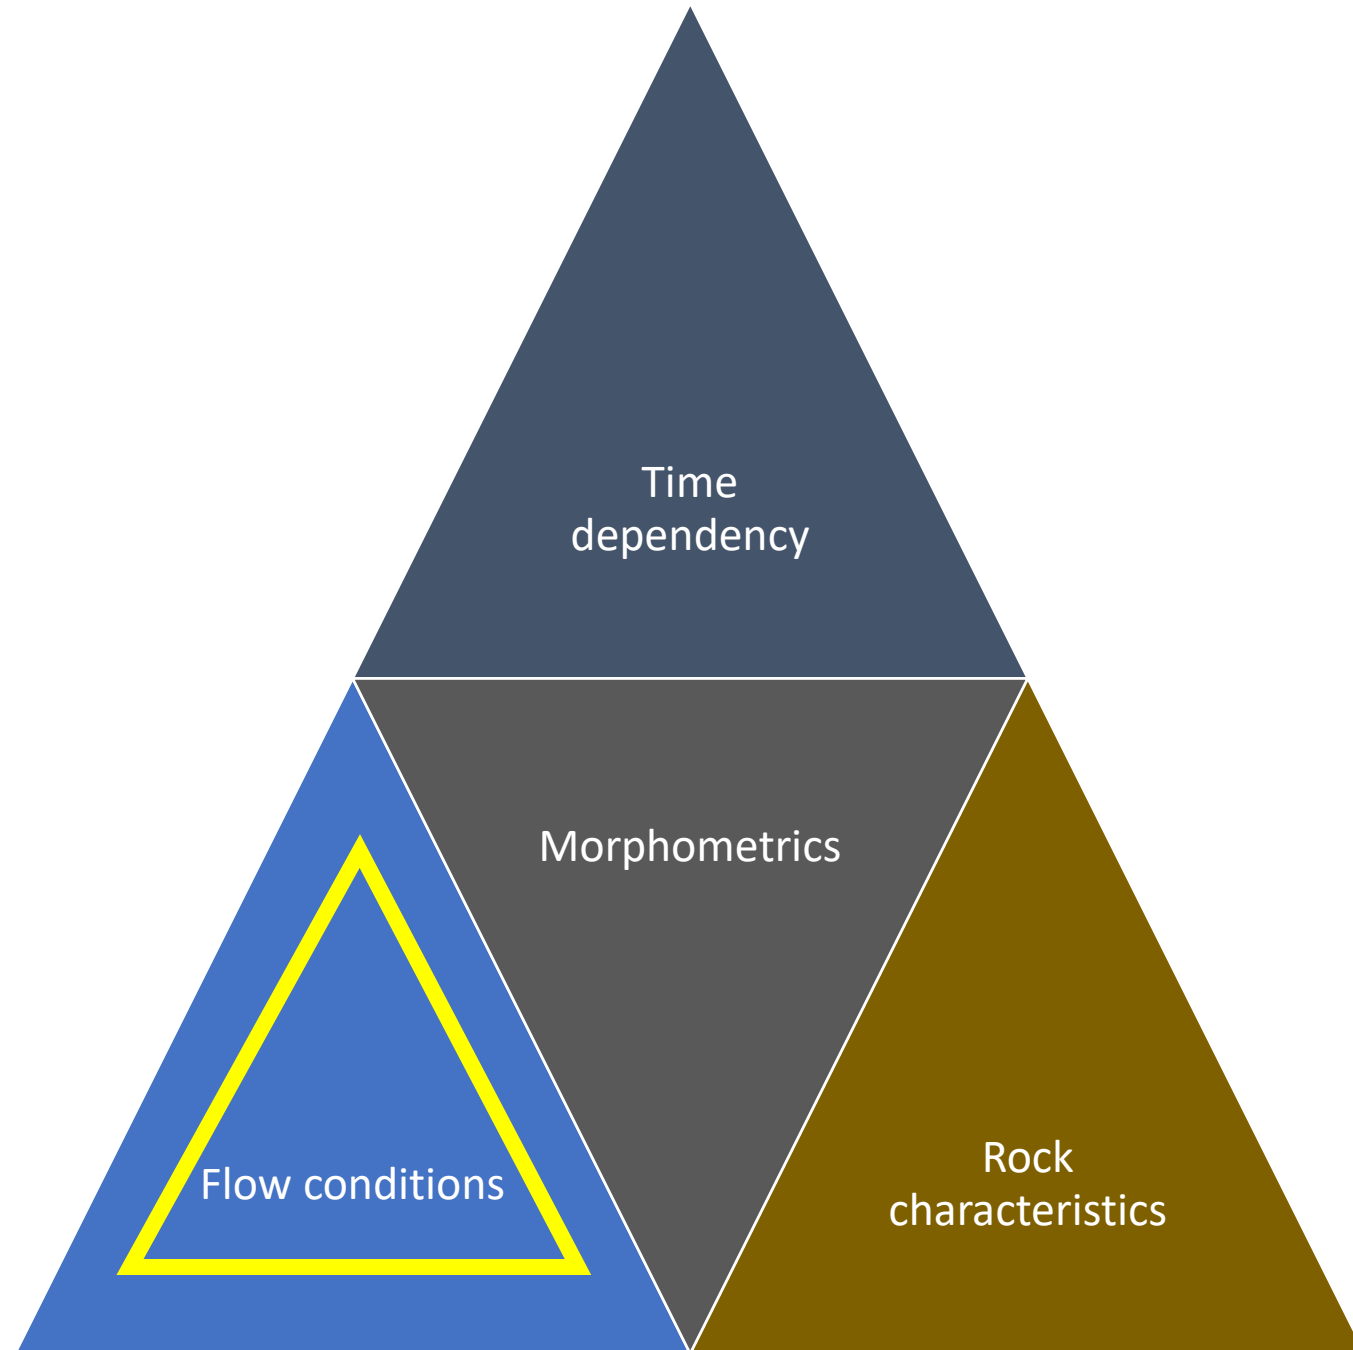 Time
dependency
Morphometrics
Flow conditions
Rock
characteristics